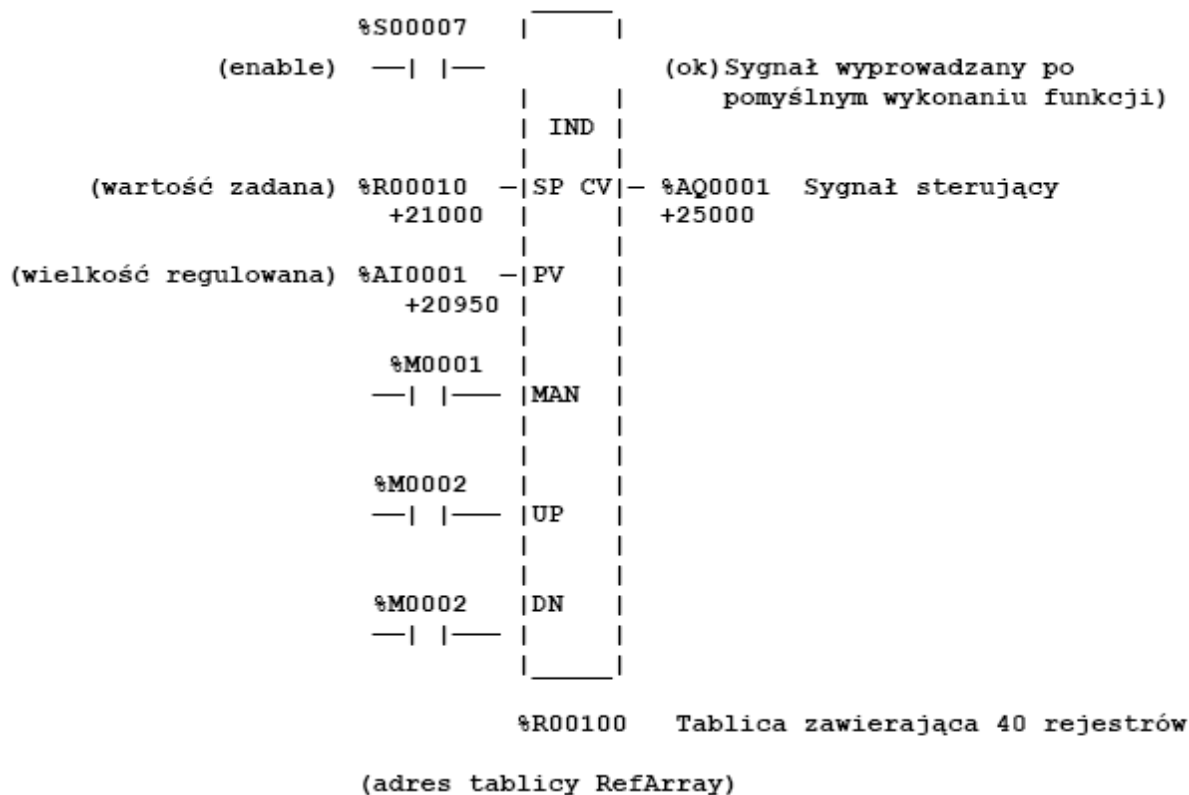 %S00007
(enable) (ok)Sygnał wyprowadzany po
pomyślnym wykonaniu funkcji)
IND
(wartość zadana) %R00010 SP CV %AQ0001 Sygnał sterujący
+21000 +25000
(wielkość regulowana) %AI0001 PV
+20950
%M0001
MAN
%M0002
UP
%M0002 DN
%R00100 Tablica zawierająca 40 rejestrów
(adres tablicy RefArray)